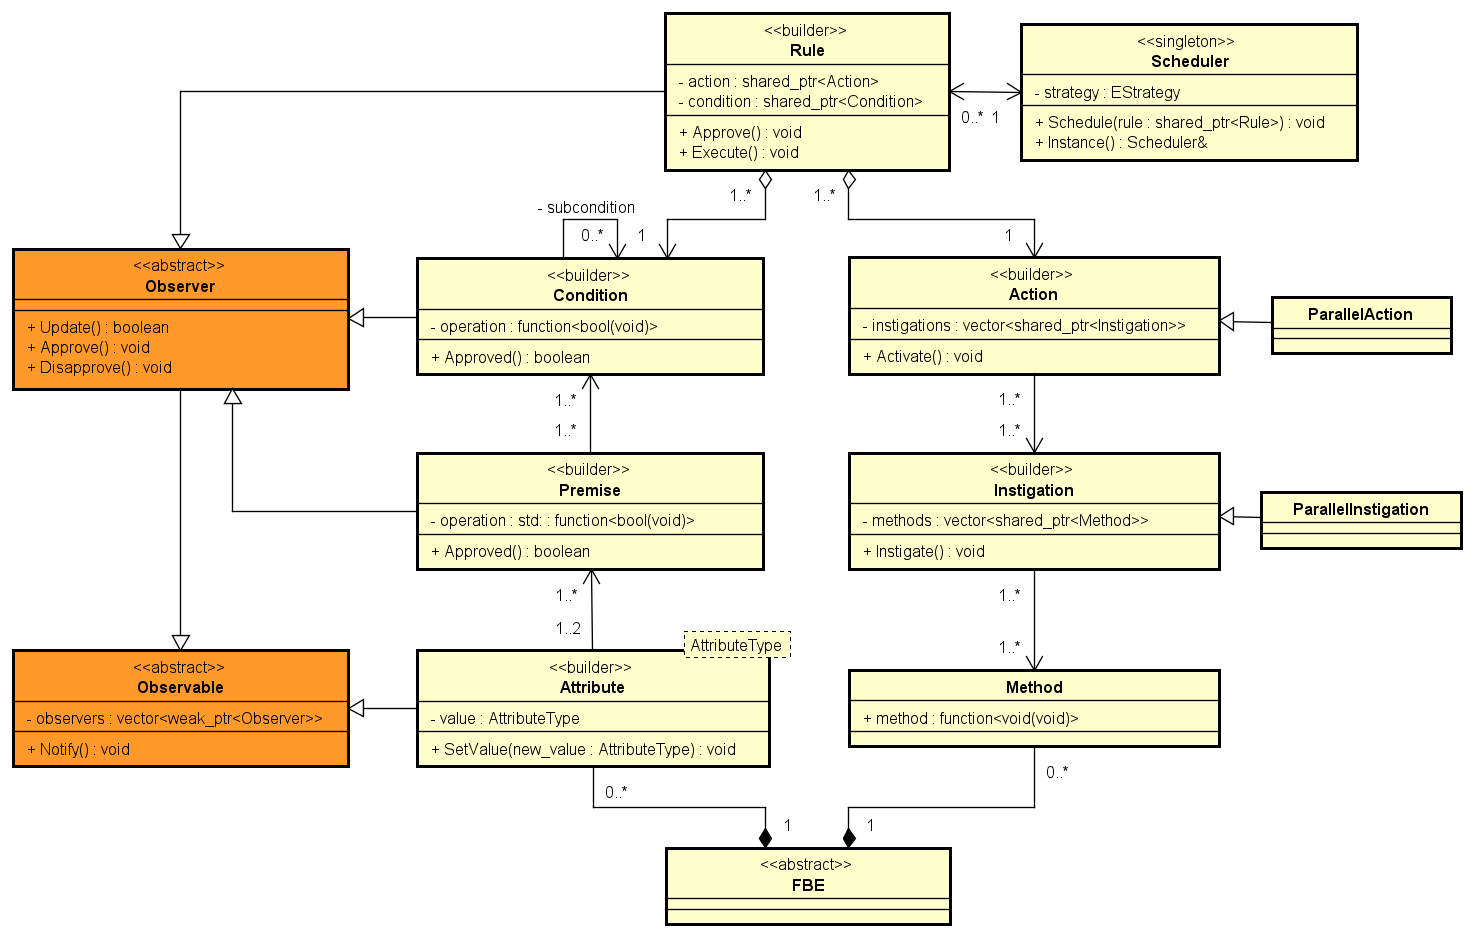 <<builder>>
Rule
- action : shared_ptr<Action>
- condition : shared_ptr<Condition>
+ Approve() : void
+ Execute() : void
<<singleton>>
Scheduler
- strategy : EStrategy
+ Schedule(rule : shared_ptr<Rule>) : void
+ Instance() : Scheduler&
0..* 1
1..*
1..*
- subcondition
0..*
1
1
<<abstract>>
Observer
+ Update() : boolean
+ Approve() : void
+ Disapprove() : void
<<builder>>
Condition
- operation : function<bool(void)>
+ Approved() : boolean
<<builder>>
Action
- instigations : vector<shared_ptr<Instigation>>
+ Activate() : void
ParallelAction
1..*
1..*
1..*
1..*
<<builder>>
Premise
- operation : std: : function<bool(void)>
+ Approved() : boolean
<<builder>>
Instigation
- methods : vector<shared_ptr<Method>>
+ Instigate() : void
ParallelInstigation
1..*
1..2
1..*
1..*
AttributeType
<<abstract>>
Observable
- observers : vector<weak_ptr<Observer>>
+ Notify() : void
<<builder>>
Attribute
- value : AttributeType
+ SetValue(new_value : AttributeType) : void
Method
+ method : function<void(void)>
0..*
1
0..*
1
<<abstract>>
FBE